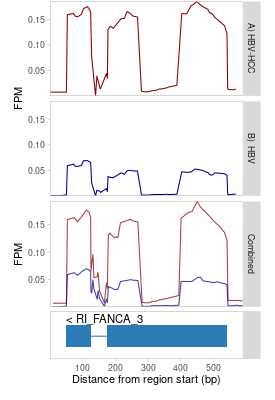 0.15
0.10
0.05
FPM
A) HBV-HCC
0.15
0.10
0.05
B) HBV
0.15
0.10
0.05
FPM
Combined
< RI_FANCA_3
100 200 300 400 500
Distance from region start (bp)